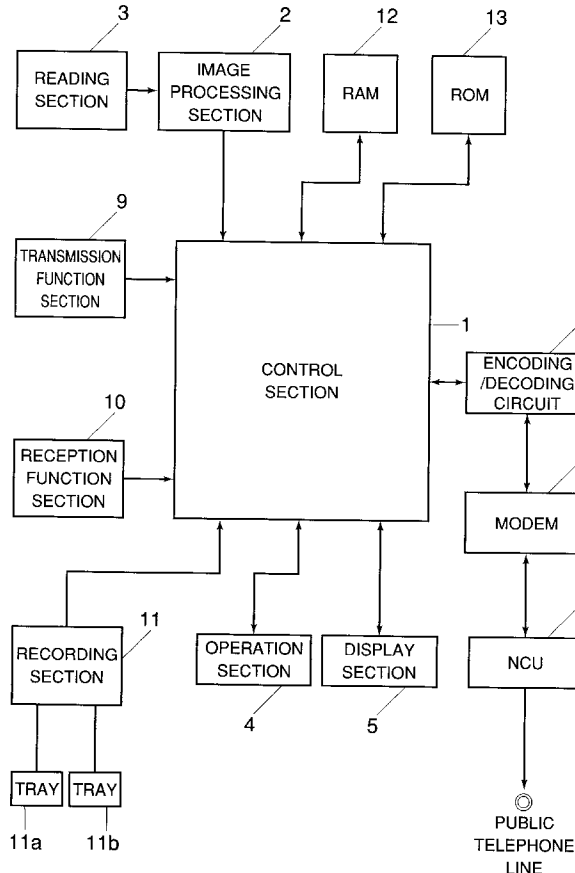 3
2
12
13
READING
SECTION
IMAGE
PROCESSING
SECTION
RAM
ROM
9
TRANSMISSION
FUNCTION
SECTION
1
CONTROL
SECTION
ENCODING
/DECODING
CIRCUIT
10
RECEPTION
FUNCTION
SECTION
MODEM
11
RECORDING
SECTION
OPERATION
SECTION
DISPLAY
SECTION
NCU
4
5
TRAY
TRAY
11a
11b
PUBLIC
TELEPHONE
LINE